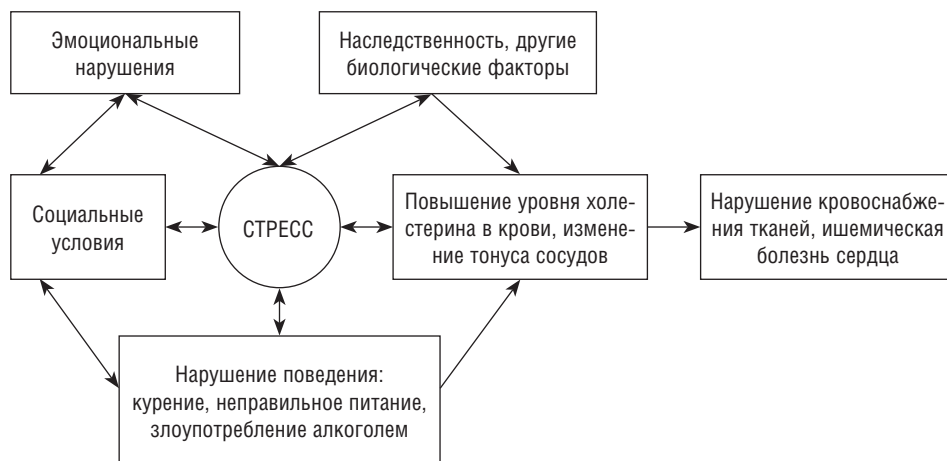 Эмоциональные
нарушения
Наследственность, другие
биологические факторы
Социальные
условия
СТРЕСС
Повышение уровня холе-
стерина в крови, измене-
ние тонуса сосудов
Нарушение кровоснабже-
ния тканей, ишемическая
болезнь сердца
Нарушение поведения:
курение, неправильное питание,
злоупотребление алкоголем